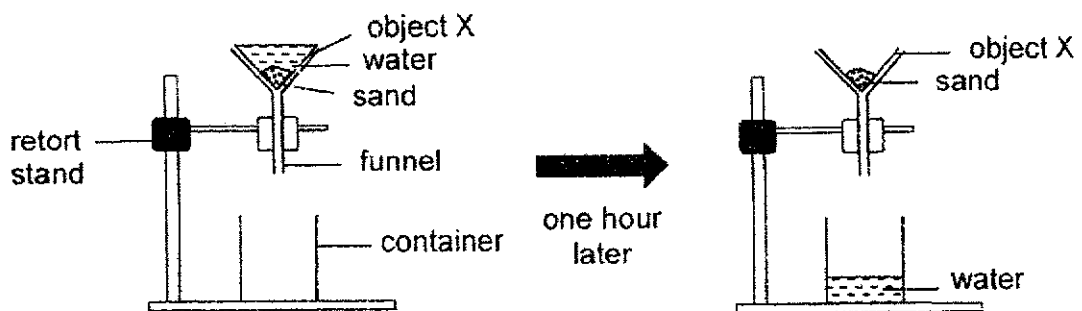 object X
water
sand
retort
stand
funnel
container
one hour
later
object X
sand
water